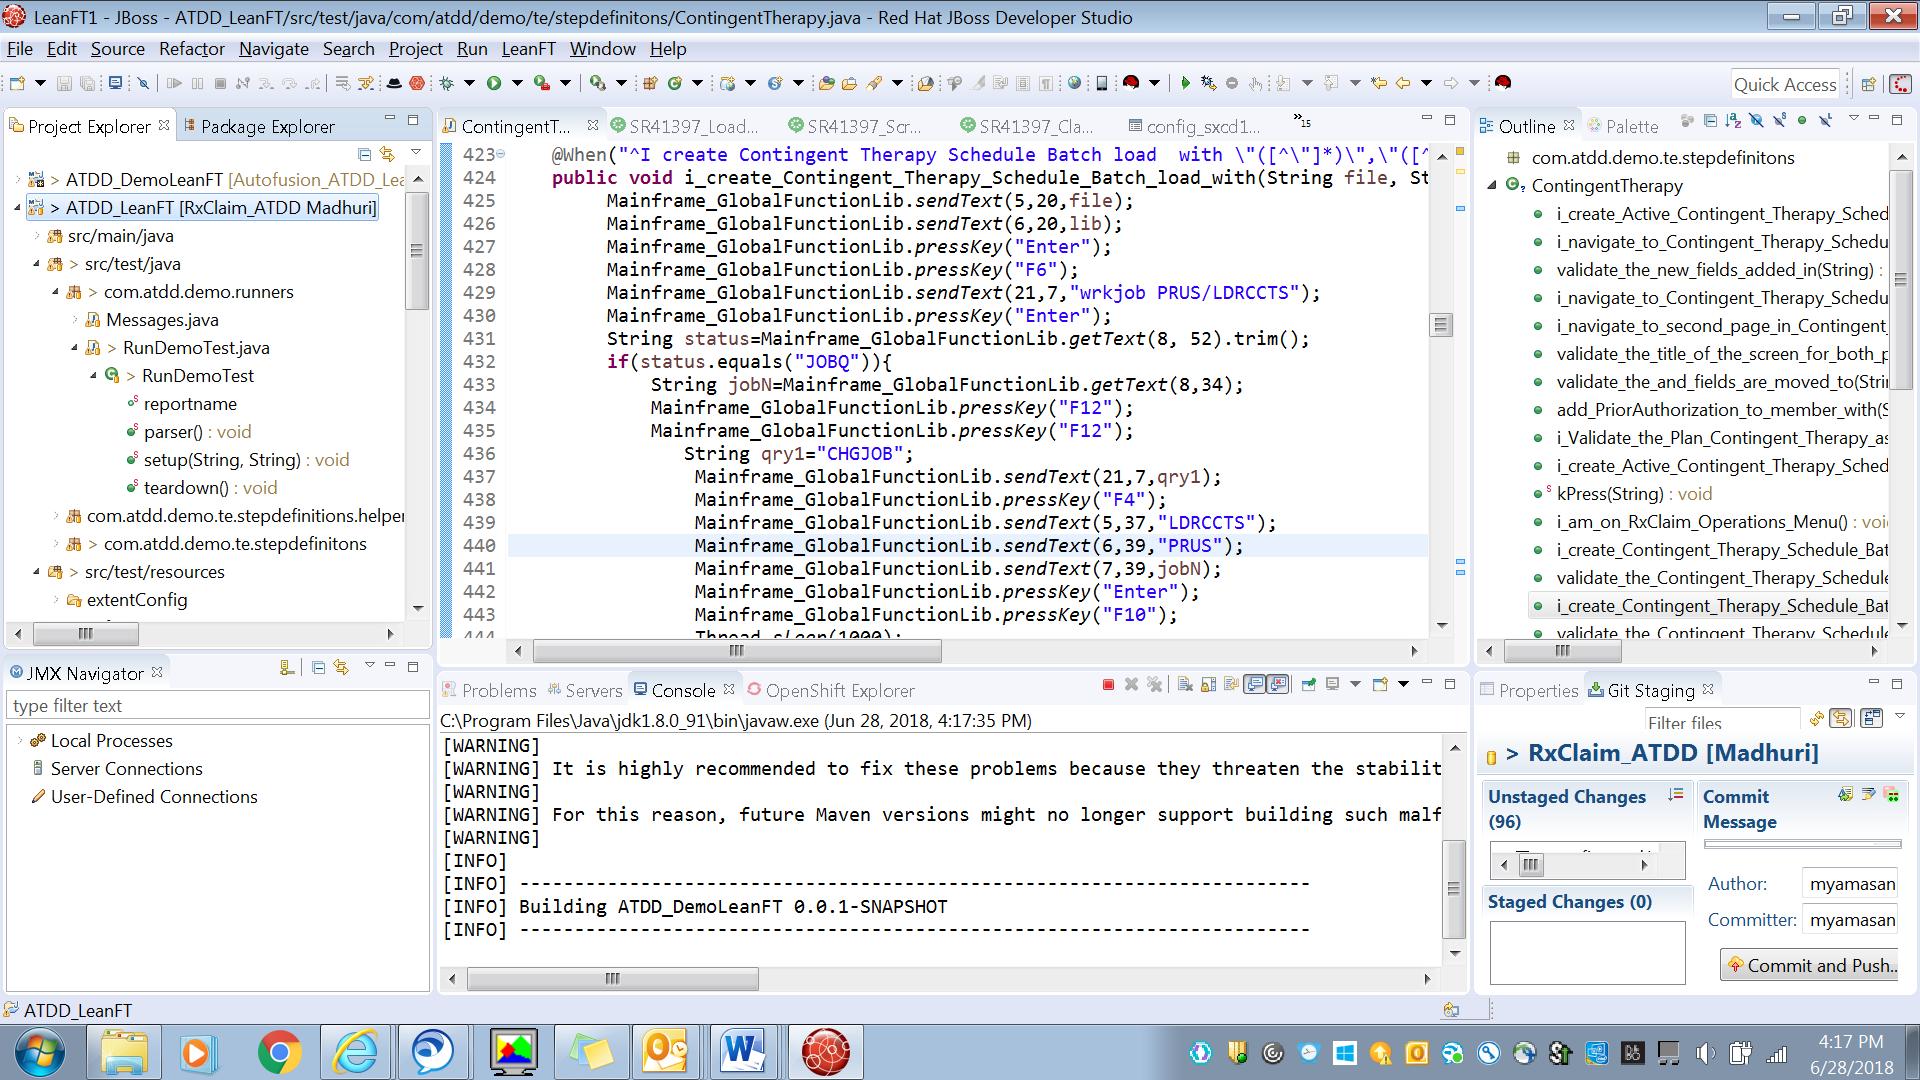 LeanFT1 - JBoss - ATDD_LeanFT/src/test/java/com/atdd/demo/te/stepdefinitons/ContingentTherapy.java - Red Hat JBoss Developer Studio
File Edit Source Refactor Navigate Search Project Run LeanFT Window Help
Quick Access
Project Explorer
Package Explorer
> ATDD_DemoLeanFT [Autofusion_ATDD_Le
> ATDD_LeanFT [RxClaim_ATDD Madhuri]
src/main/java
> src/test/java
> com.atdd.demo.runners
Messages.java
> RunDemoTest.java
> RunDemoTest
reportname
parser() : void
setup(String, String) : void
teardown() : void
com.atdd.demo.te.stepdefinitions.helper
> com.atdd.demo.te.stepdefinitons
> src/test/resources
extentConfig
ContingentT...
SR41397_Load...
SR41397_Scr...
SR41397_Cla...
config_sxcd1...
»15
423 @When("^I create Contingent Therapy Schedule Batch load  with \"([^\"]*)\",\"([^
424 public void i_create_Contingent_Therapy_Schedule_Batch_load_with(String file, St
425 Mainframe_GlobalFunctionLib.sendText(5,20,file);
426 Mainframe_GlobalFunctionLib.sendText(6,20,lib);
427 Mainframe_GlobalFunctionLib.pressKey("Enter");
428 Mainframe_GlobalFunctionLib.pressKey("F6");
429 Mainframe_GlobalFunctionLib.sendText(21,7,"wrkjob PRUS/LDRCCTS");
430 Mainframe_GlobalFunctionLib.pressKey("Enter");
431 String status=Mainframe_GlobalFunctionLib.getText(8, 52).trim();
432 if(status.equals("JOBQ")){
433 String jobN=Mainframe_GlobalFunctionLib.getText(8,34);
434 Mainframe_GlobalFunctionLib.pressKey("F12");
435 Mainframe_GlobalFunctionLib.pressKey("F12");
436 String qry1="CHGJOB";
437 Mainframe_GlobalFunctionLib.sendText(21,7,qry1);
438 Mainframe_GlobalFunctionLib.pressKey("F4");
439 Mainframe_GlobalFunctionLib.sendText(5,37,"LDRCCTS");
440 Mainframe_GlobalFunctionLib.sendText(6,39,"PRUS");
441 Mainframe_GlobalFunctionLib.sendText(7,39,jobN);
442 Mainframe_GlobalFunctionLib.pressKey("Enter");
443 Mainframe_GlobalFunctionLib.pressKey("F10");
444 Thread.sleep(1000);
Outline
Palette
com.atdd.demo.te.stepdefinitons
ContingentTherapy
i_create_Active_Contingent_Therapy_Sched
i_navigate_to_Contingent_Therapy_Schedu
validate_the_new_fields_added_in(String) :
i_navigate_to_Contingent_Therapy_Schedu
i_navigate_to_second_page_in_Contingent_
validate_the_title_of_the_screen_for_both_p
validate_the_and_fields_are_moved_to(Stri
add_PriorAuthorization_to_member_with(S
i_Validate_the_Plan_Contingent_Therapy_as
i_create_Active_Contingent_Therapy_Sched
kPress(String) : void
i_am_on_RxClaim_Operations_Menu() : voi
i_create_Contingent_Therapy_Schedule_Bat
validate_the_Contingent_Therapy_Schedule
i_create_Contingent_Therapy_Schedule_Bat
validate_the_Contingent_Therapy_Schedule
JMX Navigator
type filter text
Local Processes
Server Connections
User-Defined Connections
Problems
Servers
Console
OpenShift Explorer
C:\Program Files\Java\jdk1.8.0_91\bin\javaw.exe (Jun 28, 2018, 4:17:35 PM)
[WARNING]
[WARNING] It is highly recommended to fix these problems because they threaten the stabilit
[WARNING]
[WARNING] For this reason, future Maven versions might no longer support building such malf
[WARNING]
[INFO]
[INFO] ------------------------------------------------------------------------
[INFO] Building ATDD_DemoLeanFT 0.0.1-SNAPSHOT
[INFO] ------------------------------------------------------------------------
Properties
Git Staging
Filter files
> RxClaim_ATDD [Madhuri]
Unstaged Changes (96)
Commit Message
Staged Changes (0)
Author: myamasan
Committer: myamasan
Commit and Push...
ATDD_LeanFT
4:17 PM
6/28/2018